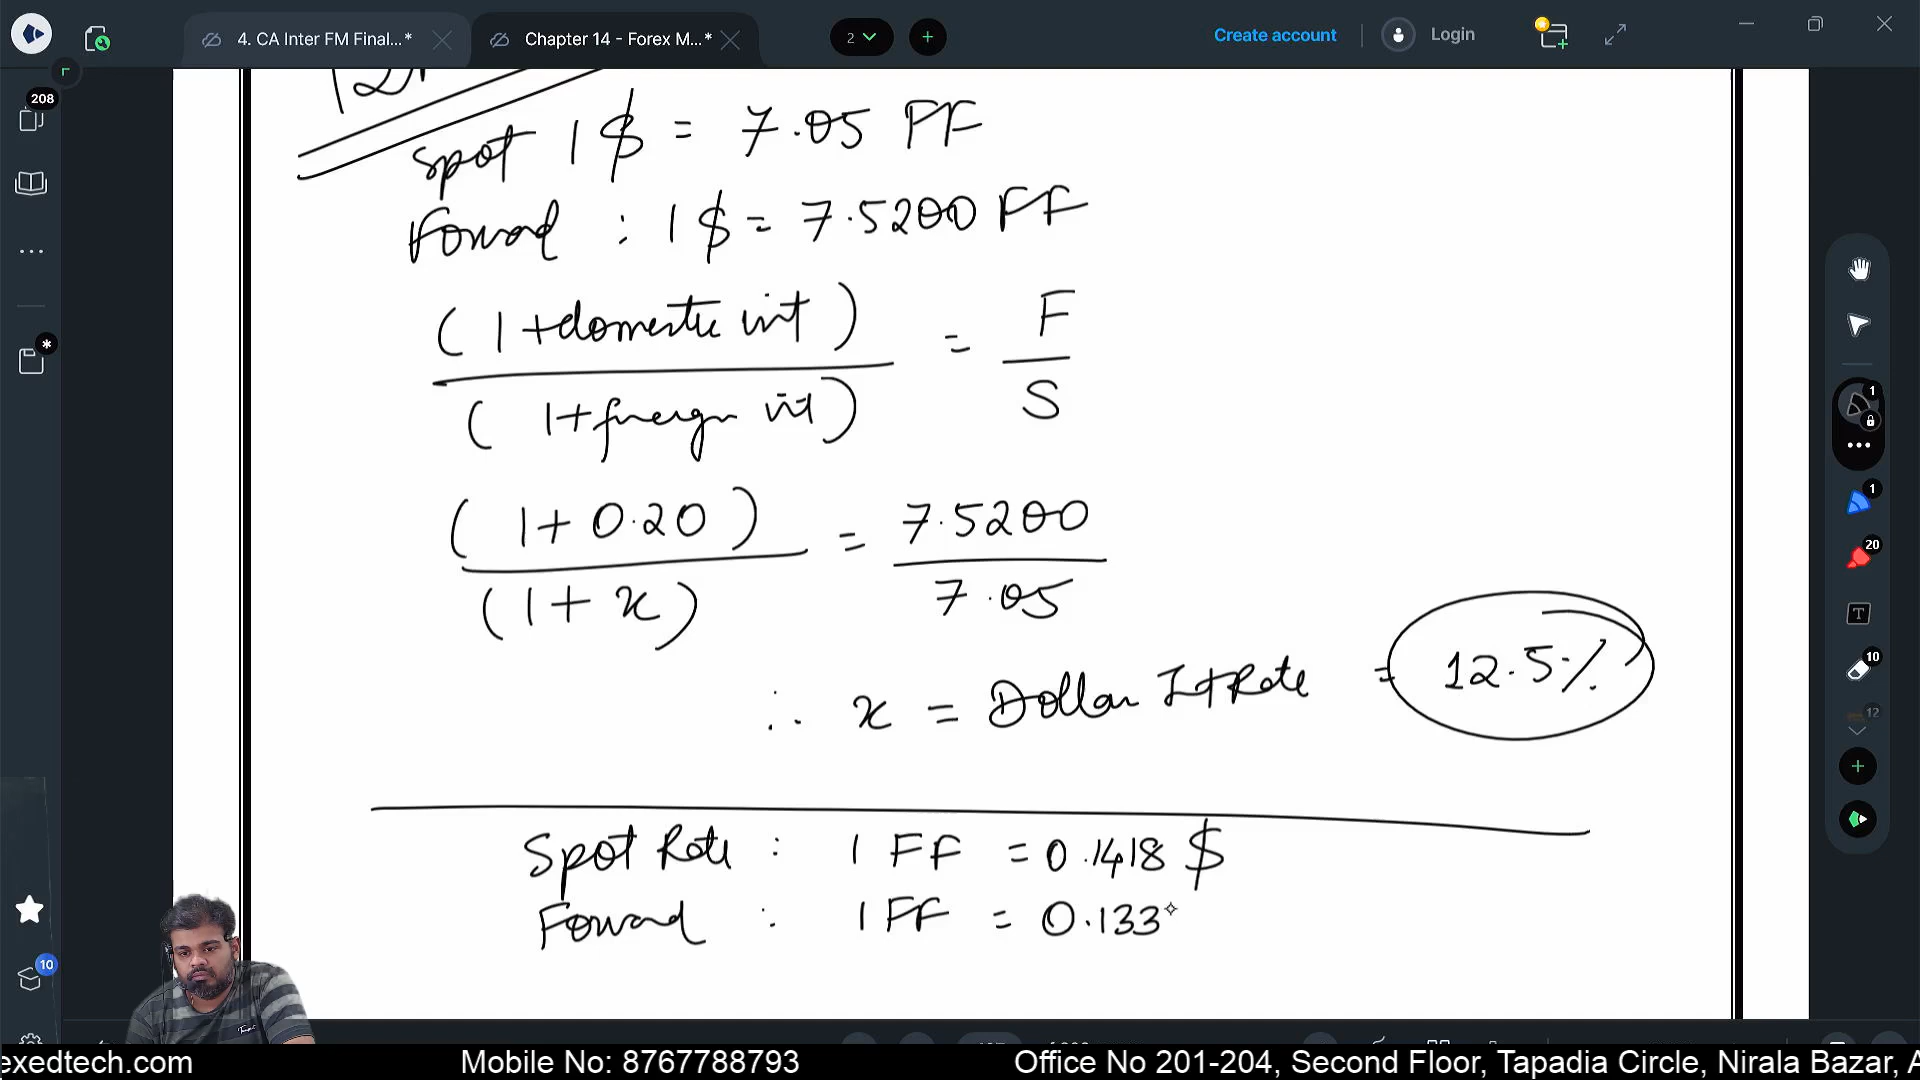 4. CA Inter FM Final...* Chapter 14 - Forex M...* 2 Create account Login
208
Spot 1 $ = 7.05 FF
Forward : 1 $ = 7.5200 FF
(1 + domestic int) = F
(1 + foreign int) S
(1 + 0.20) = 7.5200
(1 + x) 7.05
∴ x = Dollar Int Rate = 12.5%
Spot Rate : 1 FF = 0.1418 $
Forward : 1 FF = 0.133
1
1
20
T
10
12
10
exedtech.com Mobile No: 8767788793 Office No 201-204, Second Floor, Tapadia Circle, Nirala Bazar, A